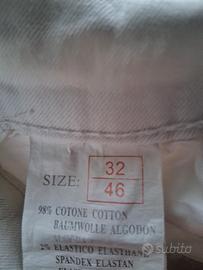 SIZE: 32
46
98% COTONE COTTON
BAUMWOLLE ALGODON
2% ELASTICO ELASTHAN
SPANDEX ELASTAN
subito